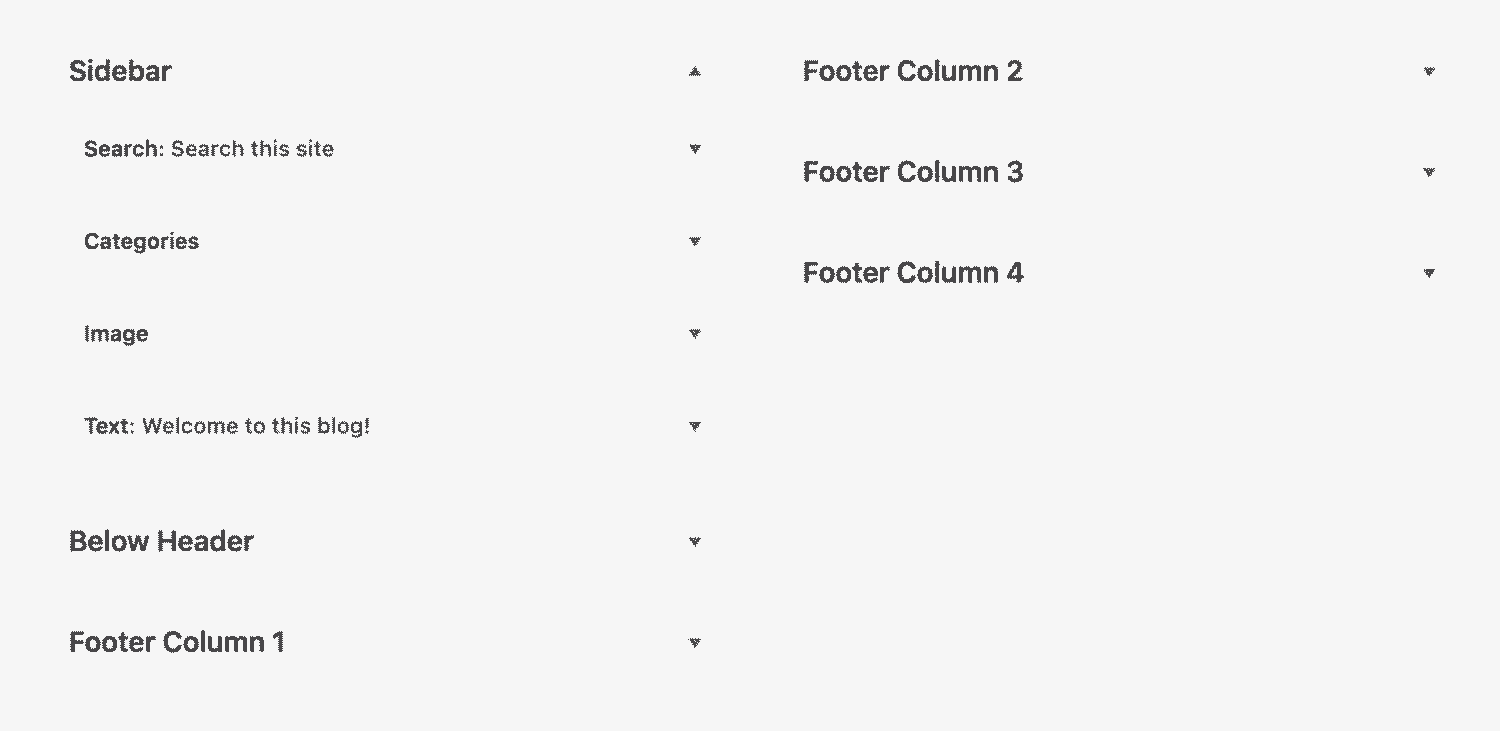 Sidebar
Search: Search this site
Categories
Image
Text: Welcome to this blog!
Below Header
Footer Column 1
Footer Column 2
Footer Column 3
Footer Column 4